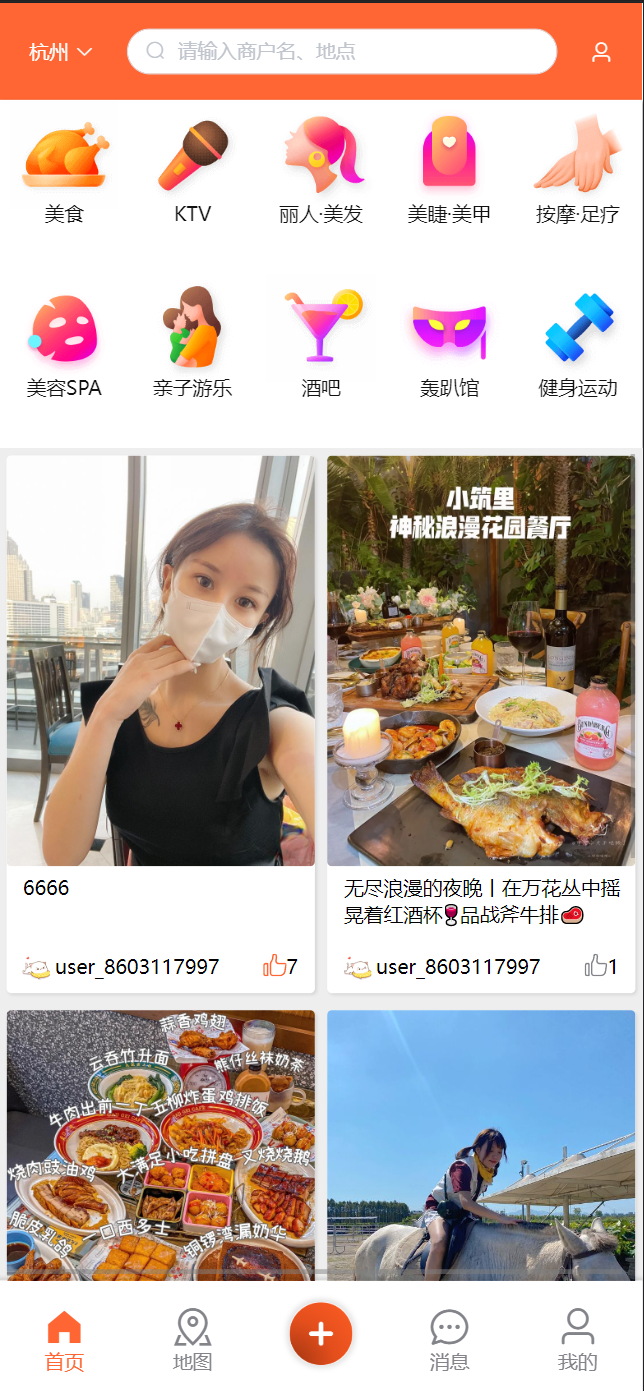 杭州
请输入商户名、地点
美食
KTV
丽人·美发
美睫·美甲
按摩·足疗
美容SPA
亲子游乐
酒吧
轰趴馆
健身运动
小筑里
神秘浪漫花园餐厅
6666
user_8603117997
7
无尽浪漫的夜晚丨在万花丛中摇
晃着红酒杯🍷品战斧牛排🥩
user_8603117997
1
蒜香鸡翅
云吞竹升面
熊仔丝袜奶茶
牛肉出前一丁
五柳炸蛋鸡排饭
烧肉豉油鸡
大满足小吃拼盘
叉烧烧鹅
脆皮乳鸽
一口西多士
铜锣湾漏奶华
首页
地图
消息
我的